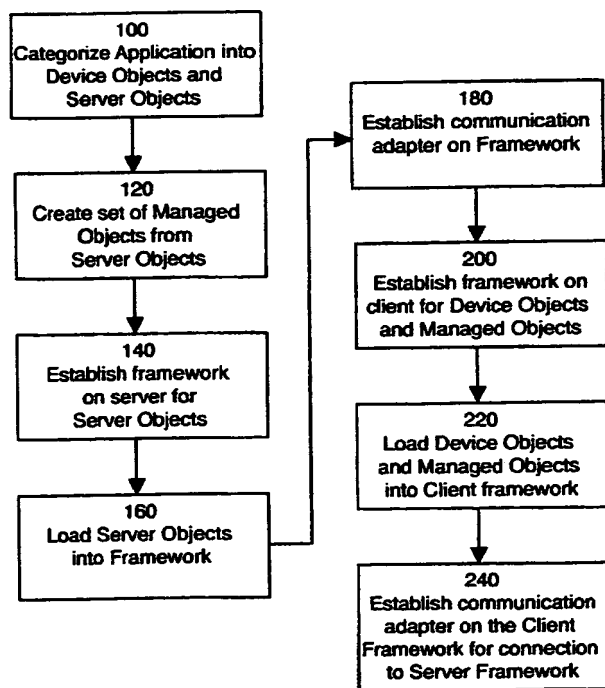 100
Categorize Application into
Device Objects and
Server Objects
120
Create set of Managed
Objects from
Server Objects
140
Establish framework
on server for
Server Objects
160
Load Server Objects
into Framework
180
Establish communication
adapter on Framework
200
Establish framework on
client for Device Objects
and Managed Objects
220
Load Device Objects
and Managed Objects
into Client framework
240
Establish communication
adapter on the Client
Framework for connection
to Server Framework